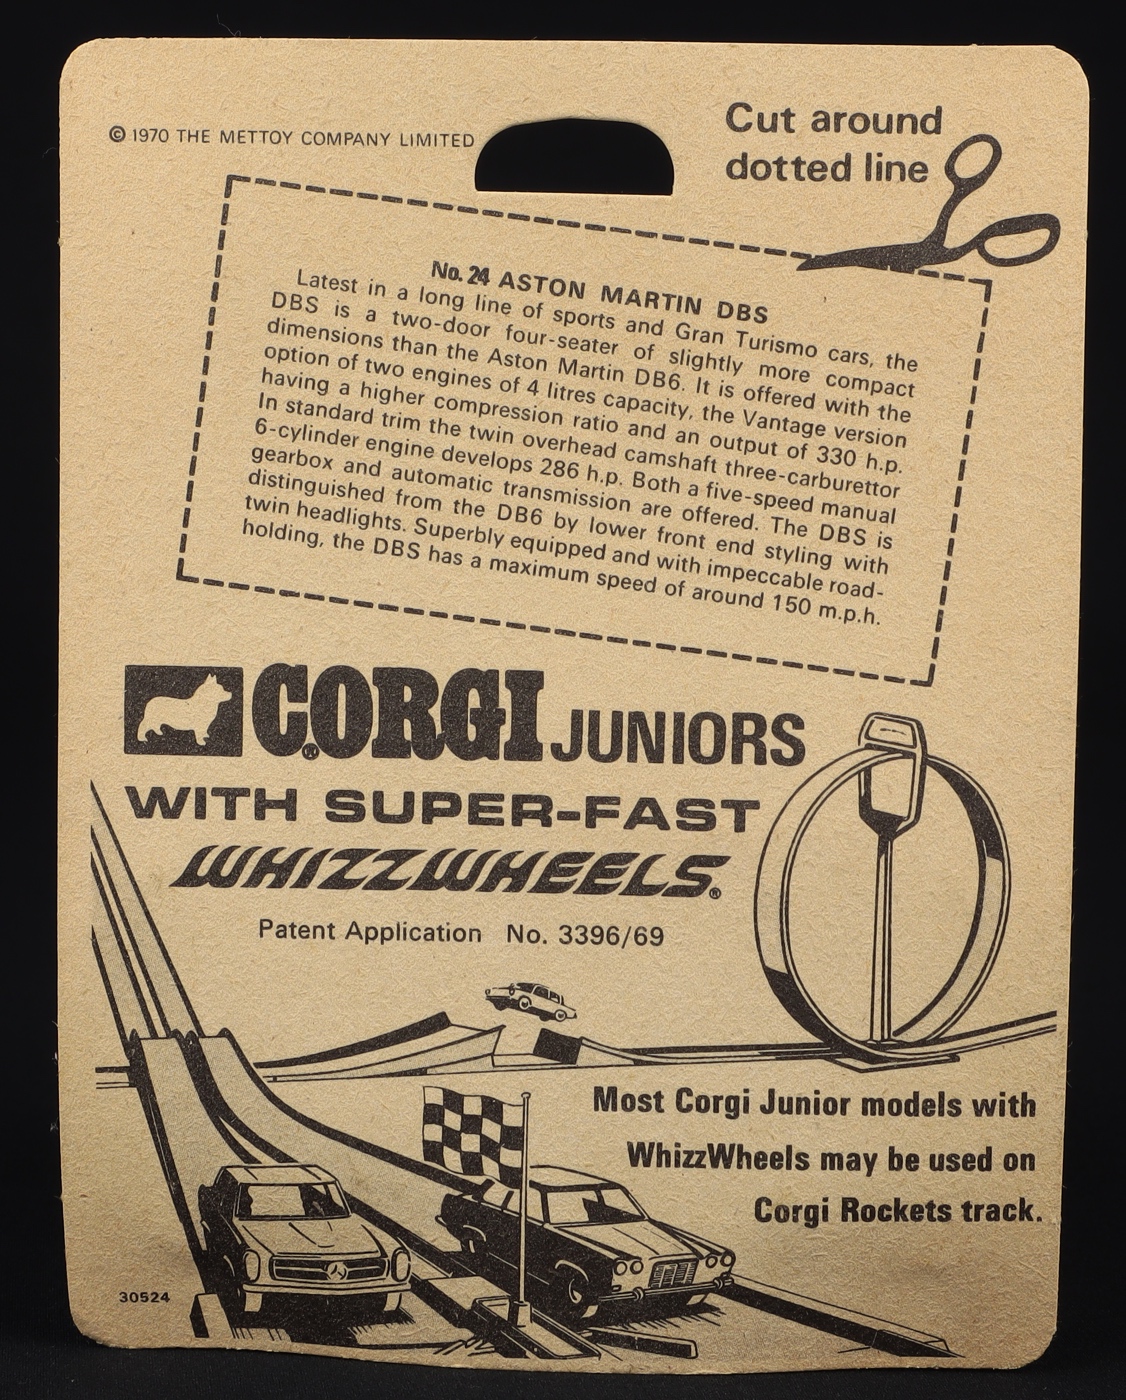 © 1970 THE METTOY COMPANY LIMITED
Cut around
dotted line
No. 24 ASTON MARTIN DBS
Latest in a long line of sports and Gran Turismo cars, the
DBS is a two-door four-seater of slightly more compact
dimensions than the Aston Martin DB6. It is offered with the
option of two engines of 4 litres capacity, the Vantage version
having a higher compression ratio and an output of 330 h.p.
In standard trim the twin overhead camshaft three-carburettor
6-cylinder engine develops 286 h.p. Both a five-speed manual
gearbox and automatic transmission are offered. The DBS is
distinguished from the DB6 by lower front end styling with
twin headlights. Superbly equipped and with impeccable road-
holding, the DBS has a maximum speed of around 150 m.p.h.
CORGI® JUNIORS
WITH SUPER-FAST
WHIZZWHEELS®
Patent Application No. 3396/69
Most Corgi Junior models with
WhizzWheels may be used on
Corgi Rockets track.
30524